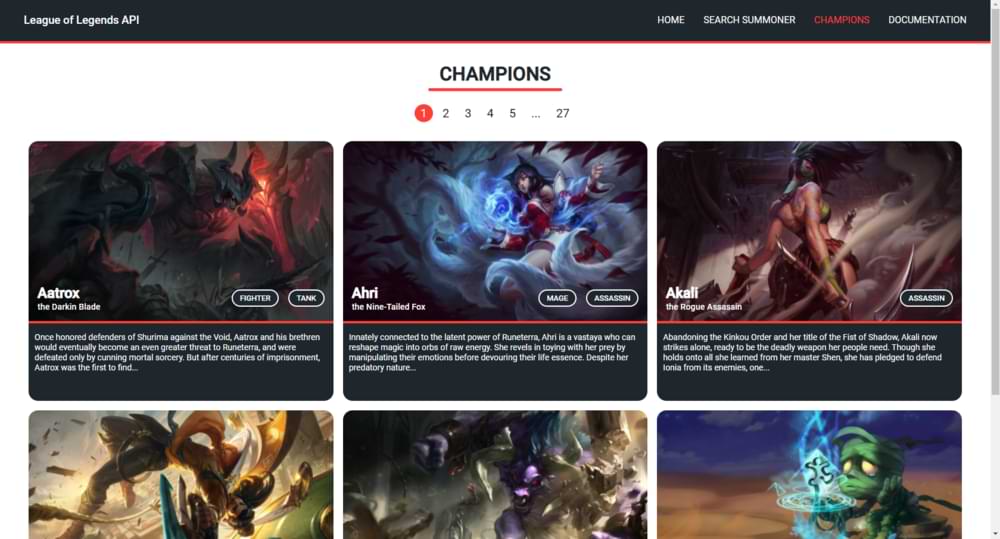 League of Legends API
HOME SEARCH SUMMONER CHAMPIONS DOCUMENTATION
CHAMPIONS
1 2 3 4 5 ... 27
Aatrox
the Darkin Blade
FIGHTER TANK
Once honored defenders of Shurima against the Void, Aatrox and his brethren
would eventually become an even greater threat to Runeterra, and were
defeated only by cunning mortal sorcery. But after centuries of imprisonment,
Aatrox was the first to find...
Ahri
the Nine-Tailed Fox
MAGE ASSASSIN
Innately connected to the latent power of Runeterra, Ahri is a vastaya who can
reshape magic into orbs of raw energy. She revels in toying with her prey by
manipulating their emotions before devouring their life essence. Despite her
predatory nature...
Akali
the Rogue Assassin
ASSASSIN
Abandoning the Kinkou Order and her title of the Fist of Shadow, Akali now
strikes alone, ready to be the deadly weapon her people need. Though she
holds onto all she learned from her master Shen, she has pledged to defend
Ionia from its enemies, one...